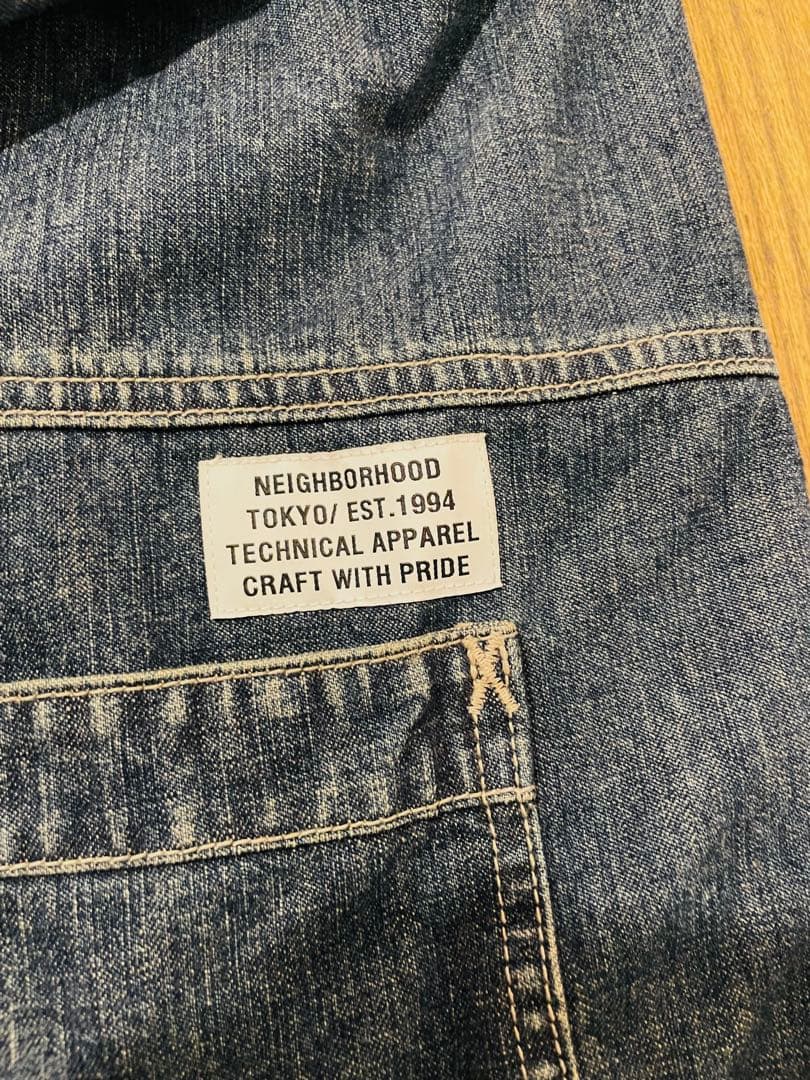 NEIGHBORHOOD
TOKYO/ EST.1994
TECHNICAL APPAREL
CRAFT WITH PRIDE